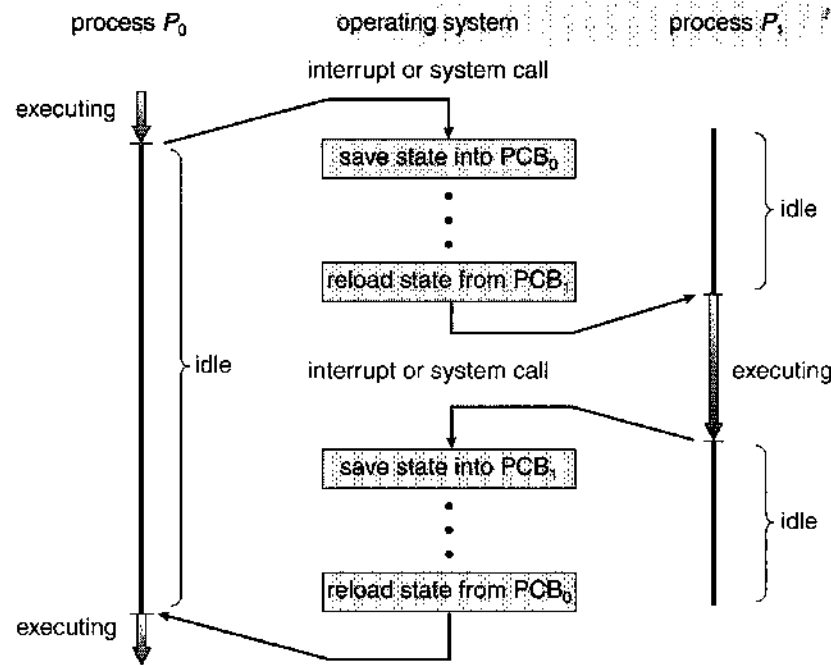 process P₀
operating system
process P₁
interrupt or system call
executing
save state into PCB₀
idle
reload state from PCB₁
idle
interrupt or system call
executing
save state into PCB₁
idle
reload state from PCB₀
executing